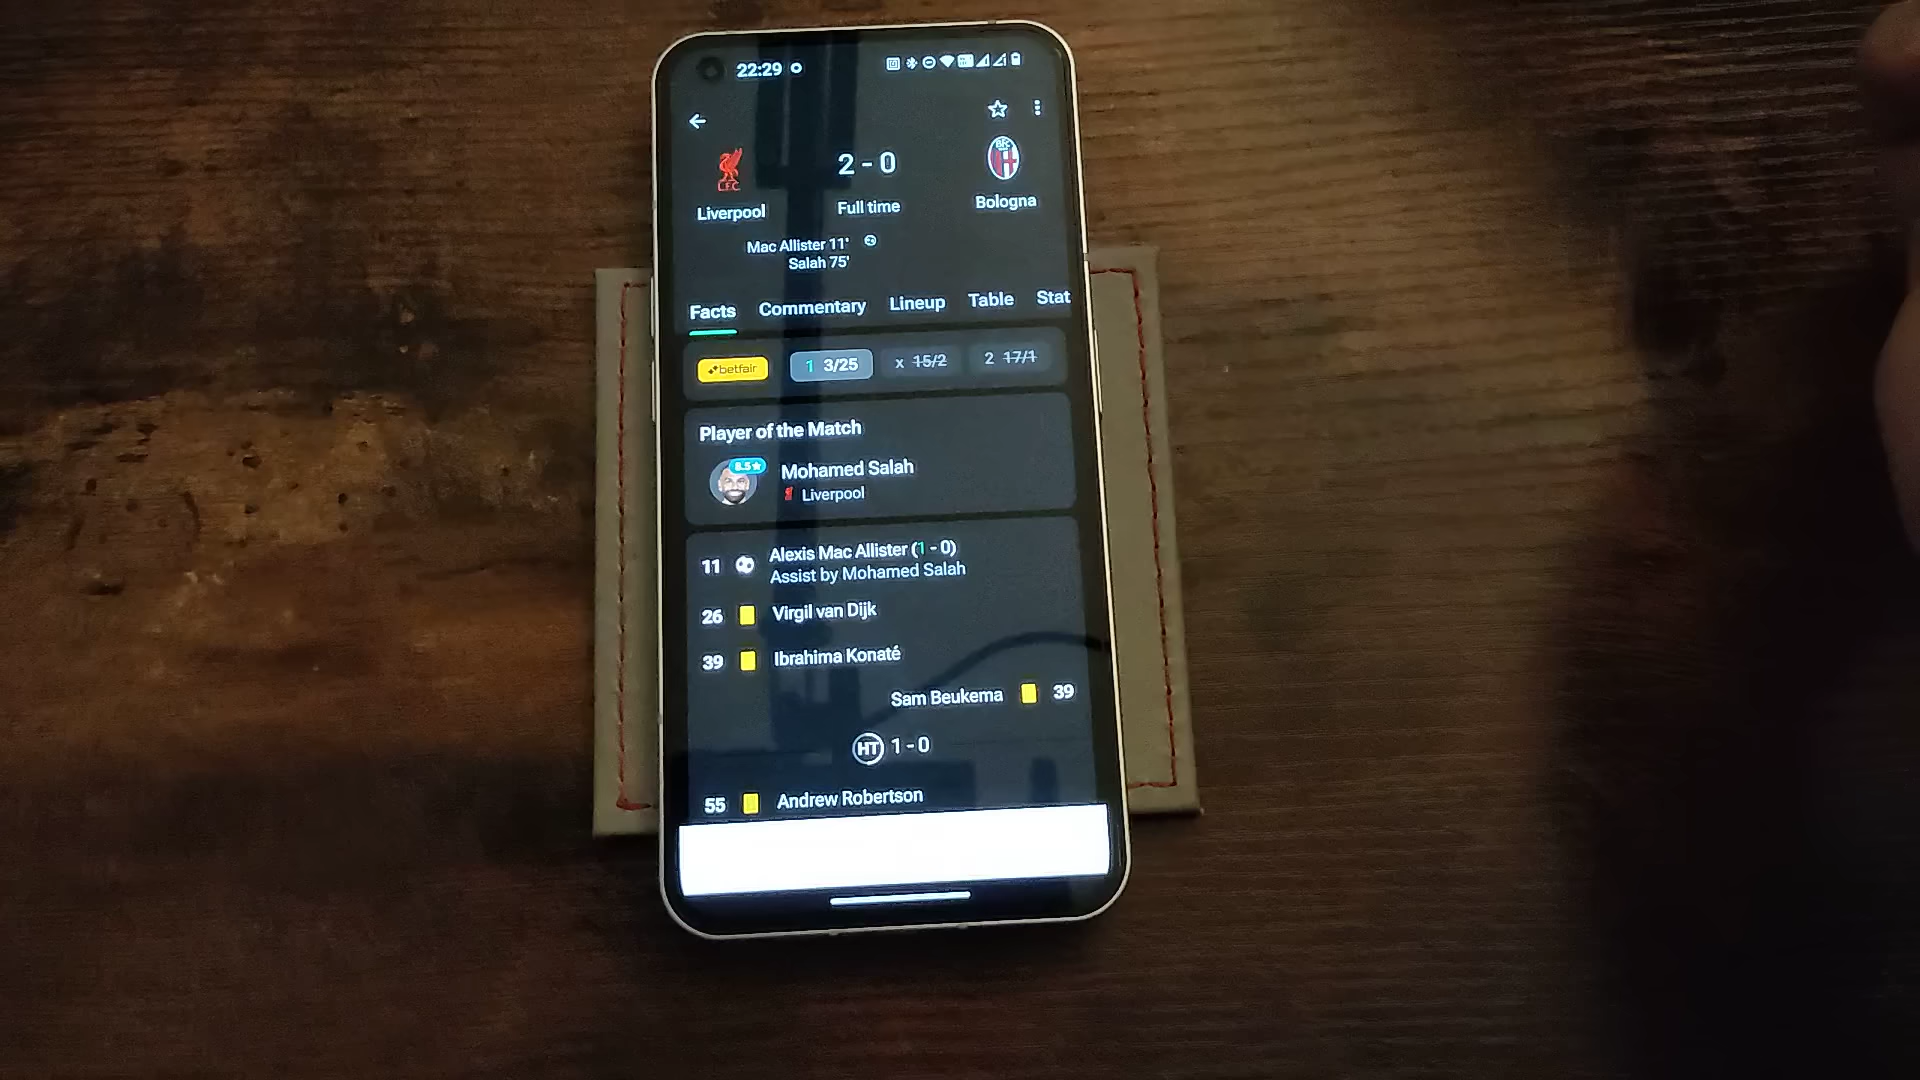 22:29
2 - 0
LFC
BFC
Liverpool
Full time
Bologna
Mac Allister 11'
Salah 75'
Facts Commentary Lineup Table Stat
betfair 1 3/25 x 15/2 2 17/1
Player of the Match
8.5
Mohamed Salah
Liverpool
11 Alexis Mac Allister (1 - 0)
Assist by Mohamed Salah
26 Virgil van Dijk
39 Ibrahima Konaté
Sam Beukema 39
HT 1 - 0
55 Andrew Robertson